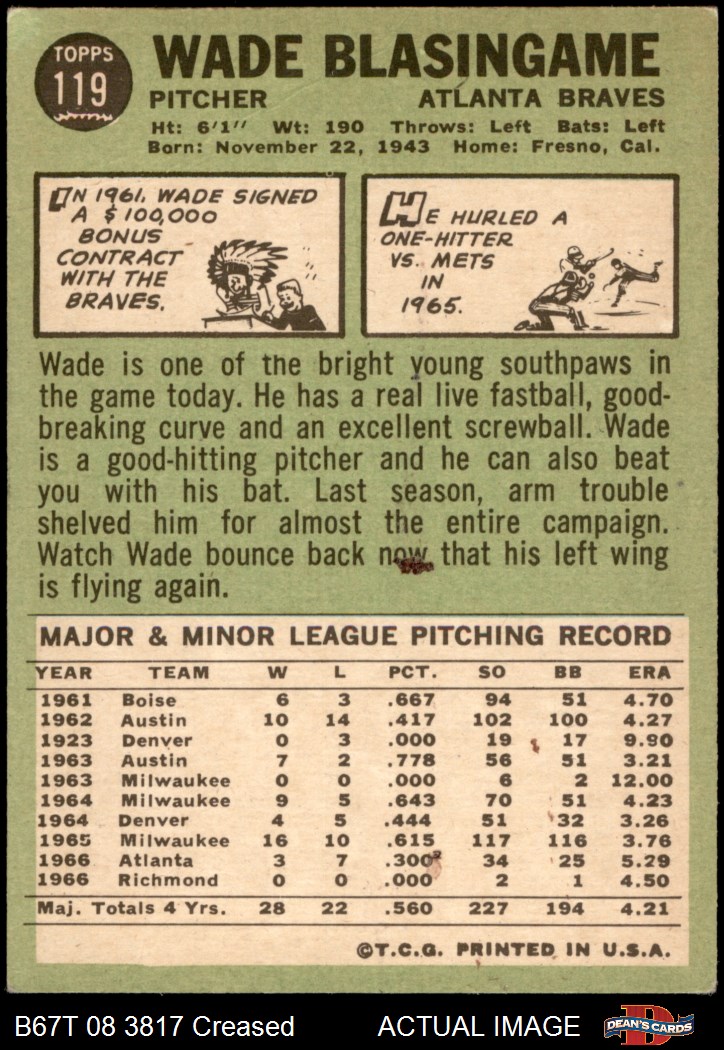 TOPPS
119
WADE BLASINGAME
PITCHER ATLANTA BRAVES
Ht: 6'1" Wt: 190 Throws: Left Bats: Left
Born: November 22, 1943 Home: Fresno, Cal.
IN 1961, WADE SIGNED
A $100,000
BONUS
CONTRACT
WITH THE
BRAVES.
HE HURLED A
ONE-HITTER
VS. METS
IN
1965.
Wade is one of the bright young southpaws in
the game today. He has a real live fastball, good-
breaking curve and an excellent screwball. Wade
is a good-hitting pitcher and he can also beat
you with his bat. Last season, arm trouble
shelved him for almost the entire campaign.
Watch Wade bounce back now that his left wing
is flying again.
MAJOR & MINOR LEAGUE PITCHING RECORD
YEAR TEAM W L PCT. SO BB ERA
1961 Boise 6 3 .667 94 51 4.70
1962 Austin 10 14 .417 102 100 4.27
1923 Denver 0 3 .000 19 17 9.90
1963 Austin 7 2 .778 56 51 3.21
1963 Milwaukee 0 0 .000 6 2 12.00
1964 Milwaukee 9 5 .643 70 51 4.23
1964 Denver 4 5 .444 51 32 3.26
1965 Milwaukee 16 10 .615 117 116 3.76
1966 Atlanta 3 7 .300 34 25 5.29
1966 Richmond 0 0 .000 2 1 4.50
Maj. Totals 4 Yrs. 28 22 .560 227 194 4.21
©T.C.G. PRINTED IN U.S.A.
B67T 08 3817 Creased ACTUAL IMAGE
D
DEAN'S CARDS